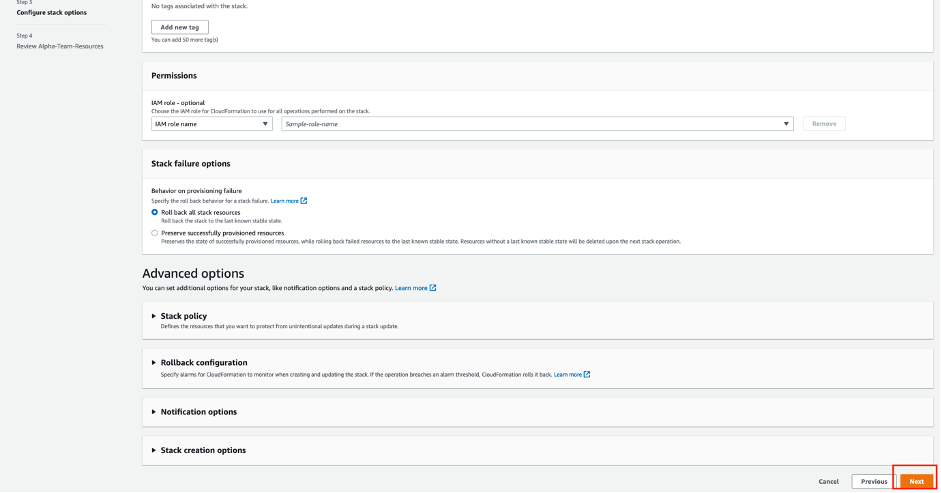 Step 3
Configure stack options
Step 4
Review Alpha-Team-Resources
No tags associated with the stack.
Add new tag
You can add 50 more tag(s)
Permissions
IAM role - optional
Choose the IAM role for CloudFormation to use for all operations performed on the stack.
IAM role name
Sample-role-name
Remove
Stack failure options
Behavior on provisioning failure
Specify the roll back behavior for a stack failure. Learn more
Roll back all stack resources
Roll back the stack to the last known stable state.
Preserve successfully provisioned resources
Preserves the state of successfully provisioned resources, while rolling back failed resources to the last known stable state. Resources without a last known stable state will be deleted upon the next stack operation.
Advanced options
You can set additional options for your stack, like notification options and a stack policy. Learn more
Stack policy
Defines the resources that you want to protect from unintentional updates during a stack update.
Rollback configuration
Specify alarms for CloudFormation to monitor when creating and updating the stack. If the operation breaches an alarm threshold, CloudFormation rolls it back. Learn more
Notification options
Stack creation options
Cancel
Previous
Next